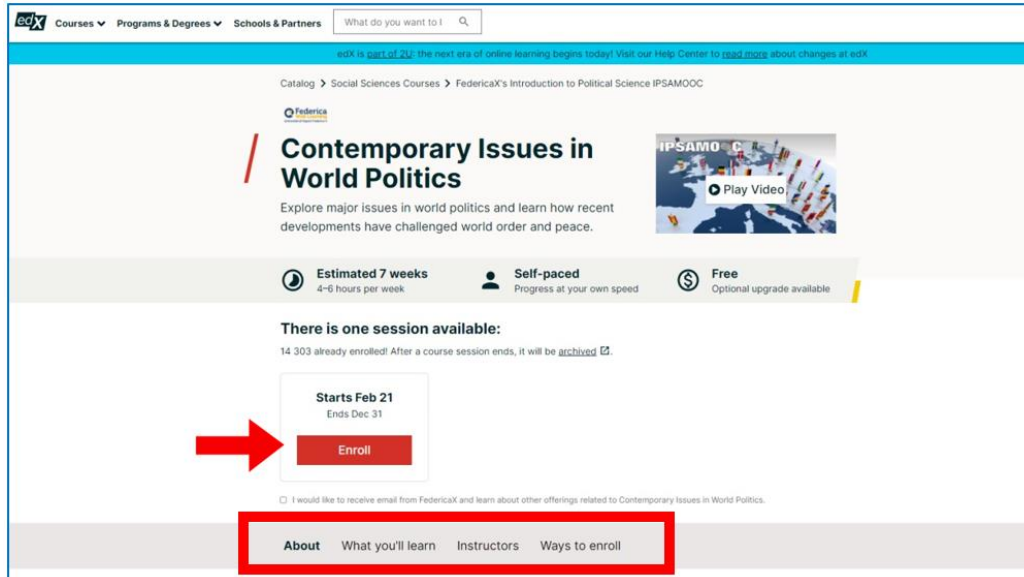 edX Courses Programs & Degrees Schools & Partners What do you want to l
edX is part of 2U: the next era of online learning begins today! Visit our Help Center to read more about changes at edX
Catalog > Social Sciences Courses > FedericaX's Introduction to Political Science IPSAMOOC
Federica
Contemporary Issues in
World Politics
Explore major issues in world politics and learn how recent
developments have challenged world order and peace.
IPSAMOOC
Play Video
Estimated 7 weeks
4–6 hours per week
Self-paced
Progress at your own speed
Free
Optional upgrade available
There is one session available:
14 303 already enrolled! After a course session ends, it will be archived.
Starts Feb 21
Ends Dec 31
Enroll
I would like to receive email from FedericaX and learn about other offerings related to Contemporary Issues in World Politics.
About What you'll learn Instructors Ways to enroll